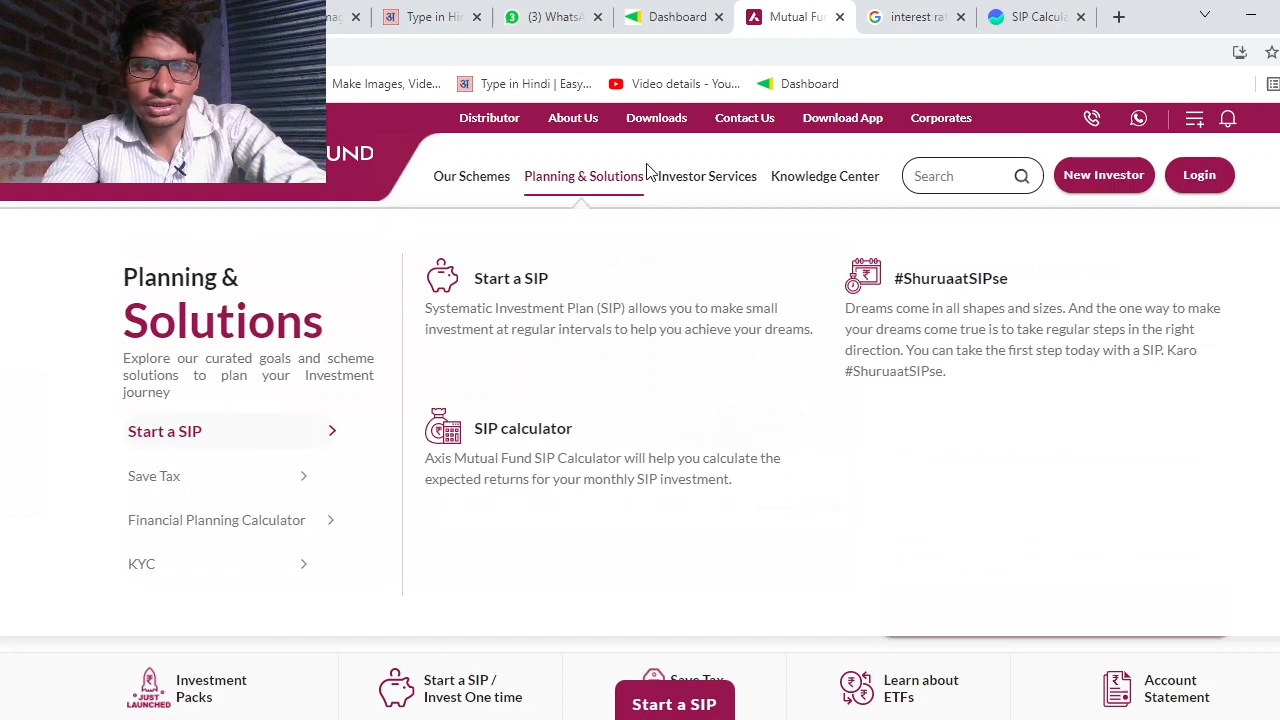 Type in Hi
(3) WhatsA
Dashboard
Mutual Fu
interest rat
SIP Calcula
Make Images, Vide...
Type in Hindi | Easy...
Video details - You...
Dashboard
Distributor
About Us
Downloads
Contact Us
Download App
Corporates
UND
Our Schemes
Planning & Solutions
Investor Services
Knowledge Center
Search
New Investor
Login
Planning &
Solutions
Explore our curated goals and scheme
solutions to plan your Investment
journey
Start a SIP
Save Tax
Financial Planning Calculator
KYC
Start a SIP
Systematic Investment Plan (SIP) allows you to make small
investment at regular intervals to help you achieve your dreams.
SIP calculator
Axis Mutual Fund SIP Calculator will help you calculate the
expected returns for your monthly SIP investment.
#ShuruaatSIPse
Dreams come in all shapes and sizes. And the one way to make
your dreams come true is to take regular steps in the right
direction. You can take the first step today with a SIP. Karo
#ShuruaatSIPse.
JUST
LAUNCHED
Investment
Packs
Start a SIP /
Invest One time
Save Tax
Start a SIP
Learn about
ETFs
Account
Statement